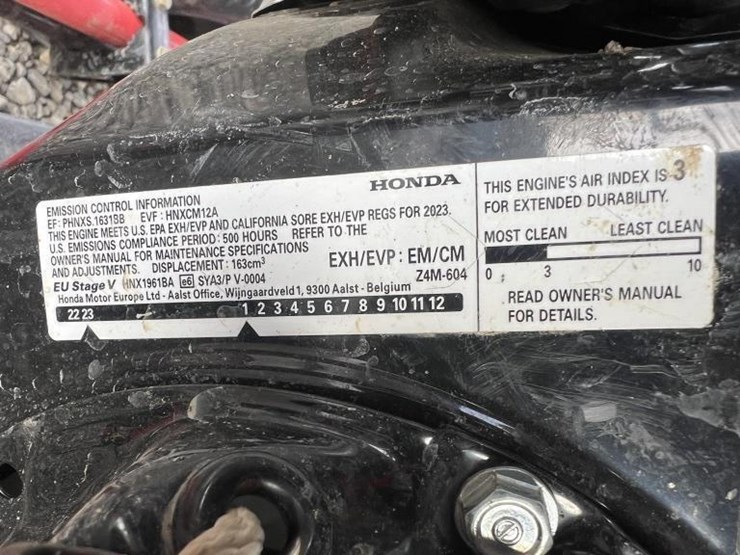 EMISSION CONTROL INFORMATION
HONDA
EF: PHNXS.1631BB EVF : HNXCM12A
THIS ENGINE MEETS U.S. EPA EXH/EVP AND CALIFORNIA SORE EXH/EVP REGS FOR 2023.
U.S. EMISSIONS COMPLIANCE PERIOD: 500 HOURS REFER TO THE
OWNER'S MANUAL FOR MAINTENANCE SPECIFICATIONS
AND ADJUSTMENTS. DISPLACEMENT: 163cm³
EXH/EVP: EM/CM
EU Stage V HNX1961BA e6 SYA3/P V-0004
Z4M-604
Honda Motor Europe Ltd - Aalst Office, Wijngaardveld 1, 9300 Aalst - Belgium
22 23 1 2 3 4 5 6 7 8 9 10 11 12
THIS ENGINE'S AIR INDEX IS 3
FOR EXTENDED DURABILITY.
MOST CLEAN LEAST CLEAN
0 3 10
READ OWNER'S MANUAL
FOR DETAILS.